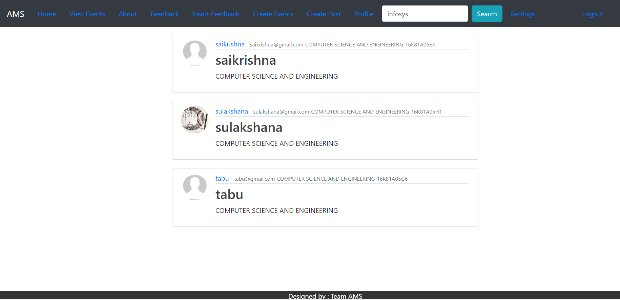 AMS Home View Events About Feedback Insert Feedback Create Events Create Post Profile infosys Search Settings Logout
saikrishna saikrishna@gmail.com COMPUTER SCIENCE AND ENGINEERING
saikrishna
COMPUTER SCIENCE AND ENGINEERING
sulakshana sulakshana@gmail.com COMPUTER SCIENCE AND ENGINEERING 16K81A05H1
sulakshana
COMPUTER SCIENCE AND ENGINEERING
tabu tabu@gmail.com COMPUTER SCIENCE AND ENGINEERING 16K81A05G6
tabu
COMPUTER SCIENCE AND ENGINEERING
Designed by : Team AMS